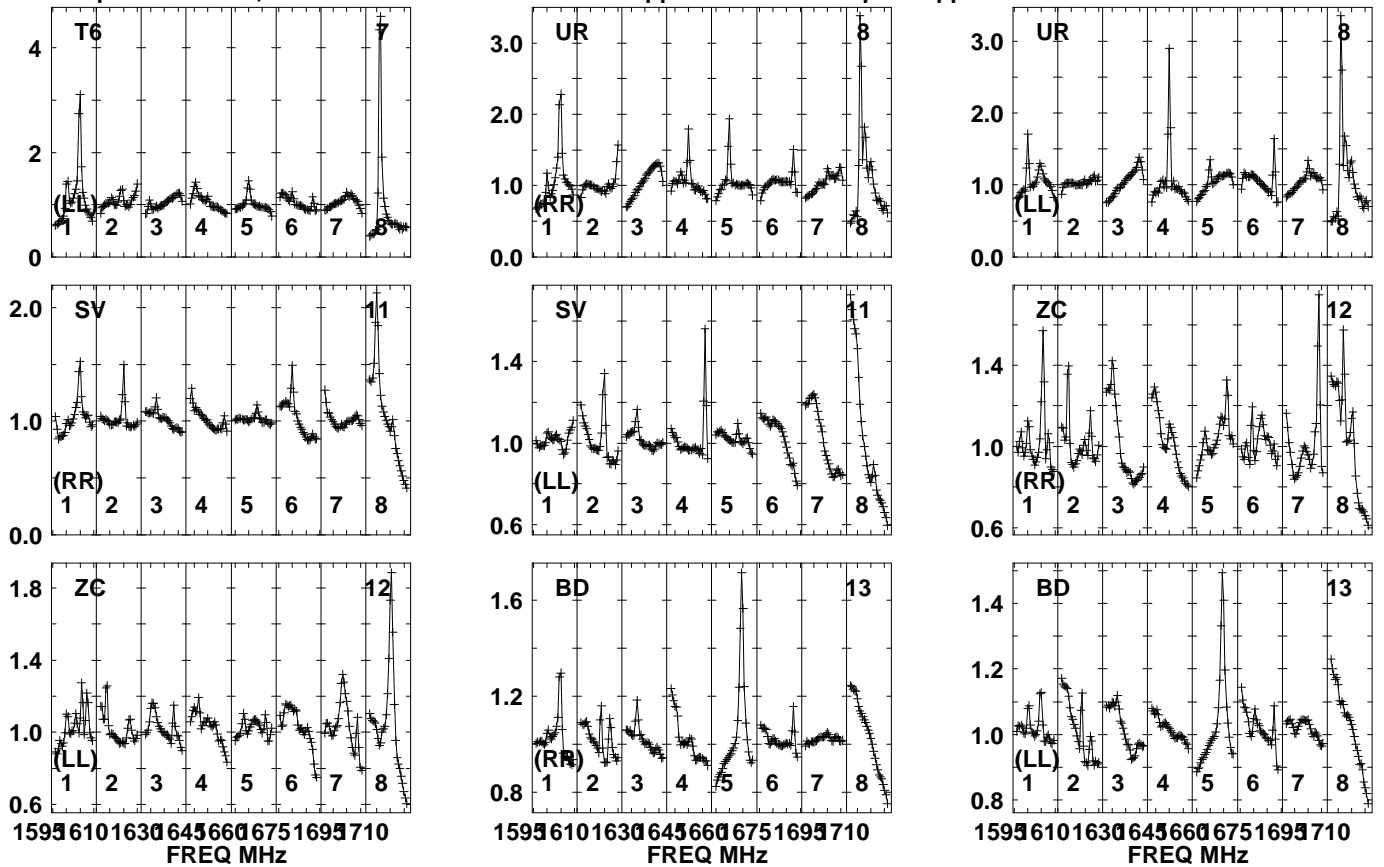 T6 7
4
2
0
(LL)
1 2 3 4 5 6 7 8
UR 8
3.0
2.0
1.0
0.0
(RR)
1 2 3 4 5 6 7 8
UR 8
3.0
2.0
1.0
0.0
(LL)
1 2 3 4 5 6 7 8
SV 11
2.0
1.0
0.0
(RR)
1 2 3 4 5 6 7 8
SV 11
1.4
1.0
0.6
(LL)
1 2 3 4 5 6 7 8
ZC 12
1.4
1.0
0.6
(RR)
1 2 3 4 5 6 7 8
ZC 12
1.8
1.4
1.0
0.6
(LL)
1 2 3 4 5 6 7 8
BD 13
1.6
1.2
0.8
(RR)
1 2 3 4 5 6 7 8
BD 13
1.4
1.2
1.0
0.8
(LL)
1 2 3 4 5 6 7 8
1595 1610 1630 1645 1660 1675 1695 1710
FREQ MHz
1595 1610 1630 1645 1660 1675 1695 1710
FREQ MHz
1595 1610 1630 1645 1660 1675 1695 1710
FREQ MHz